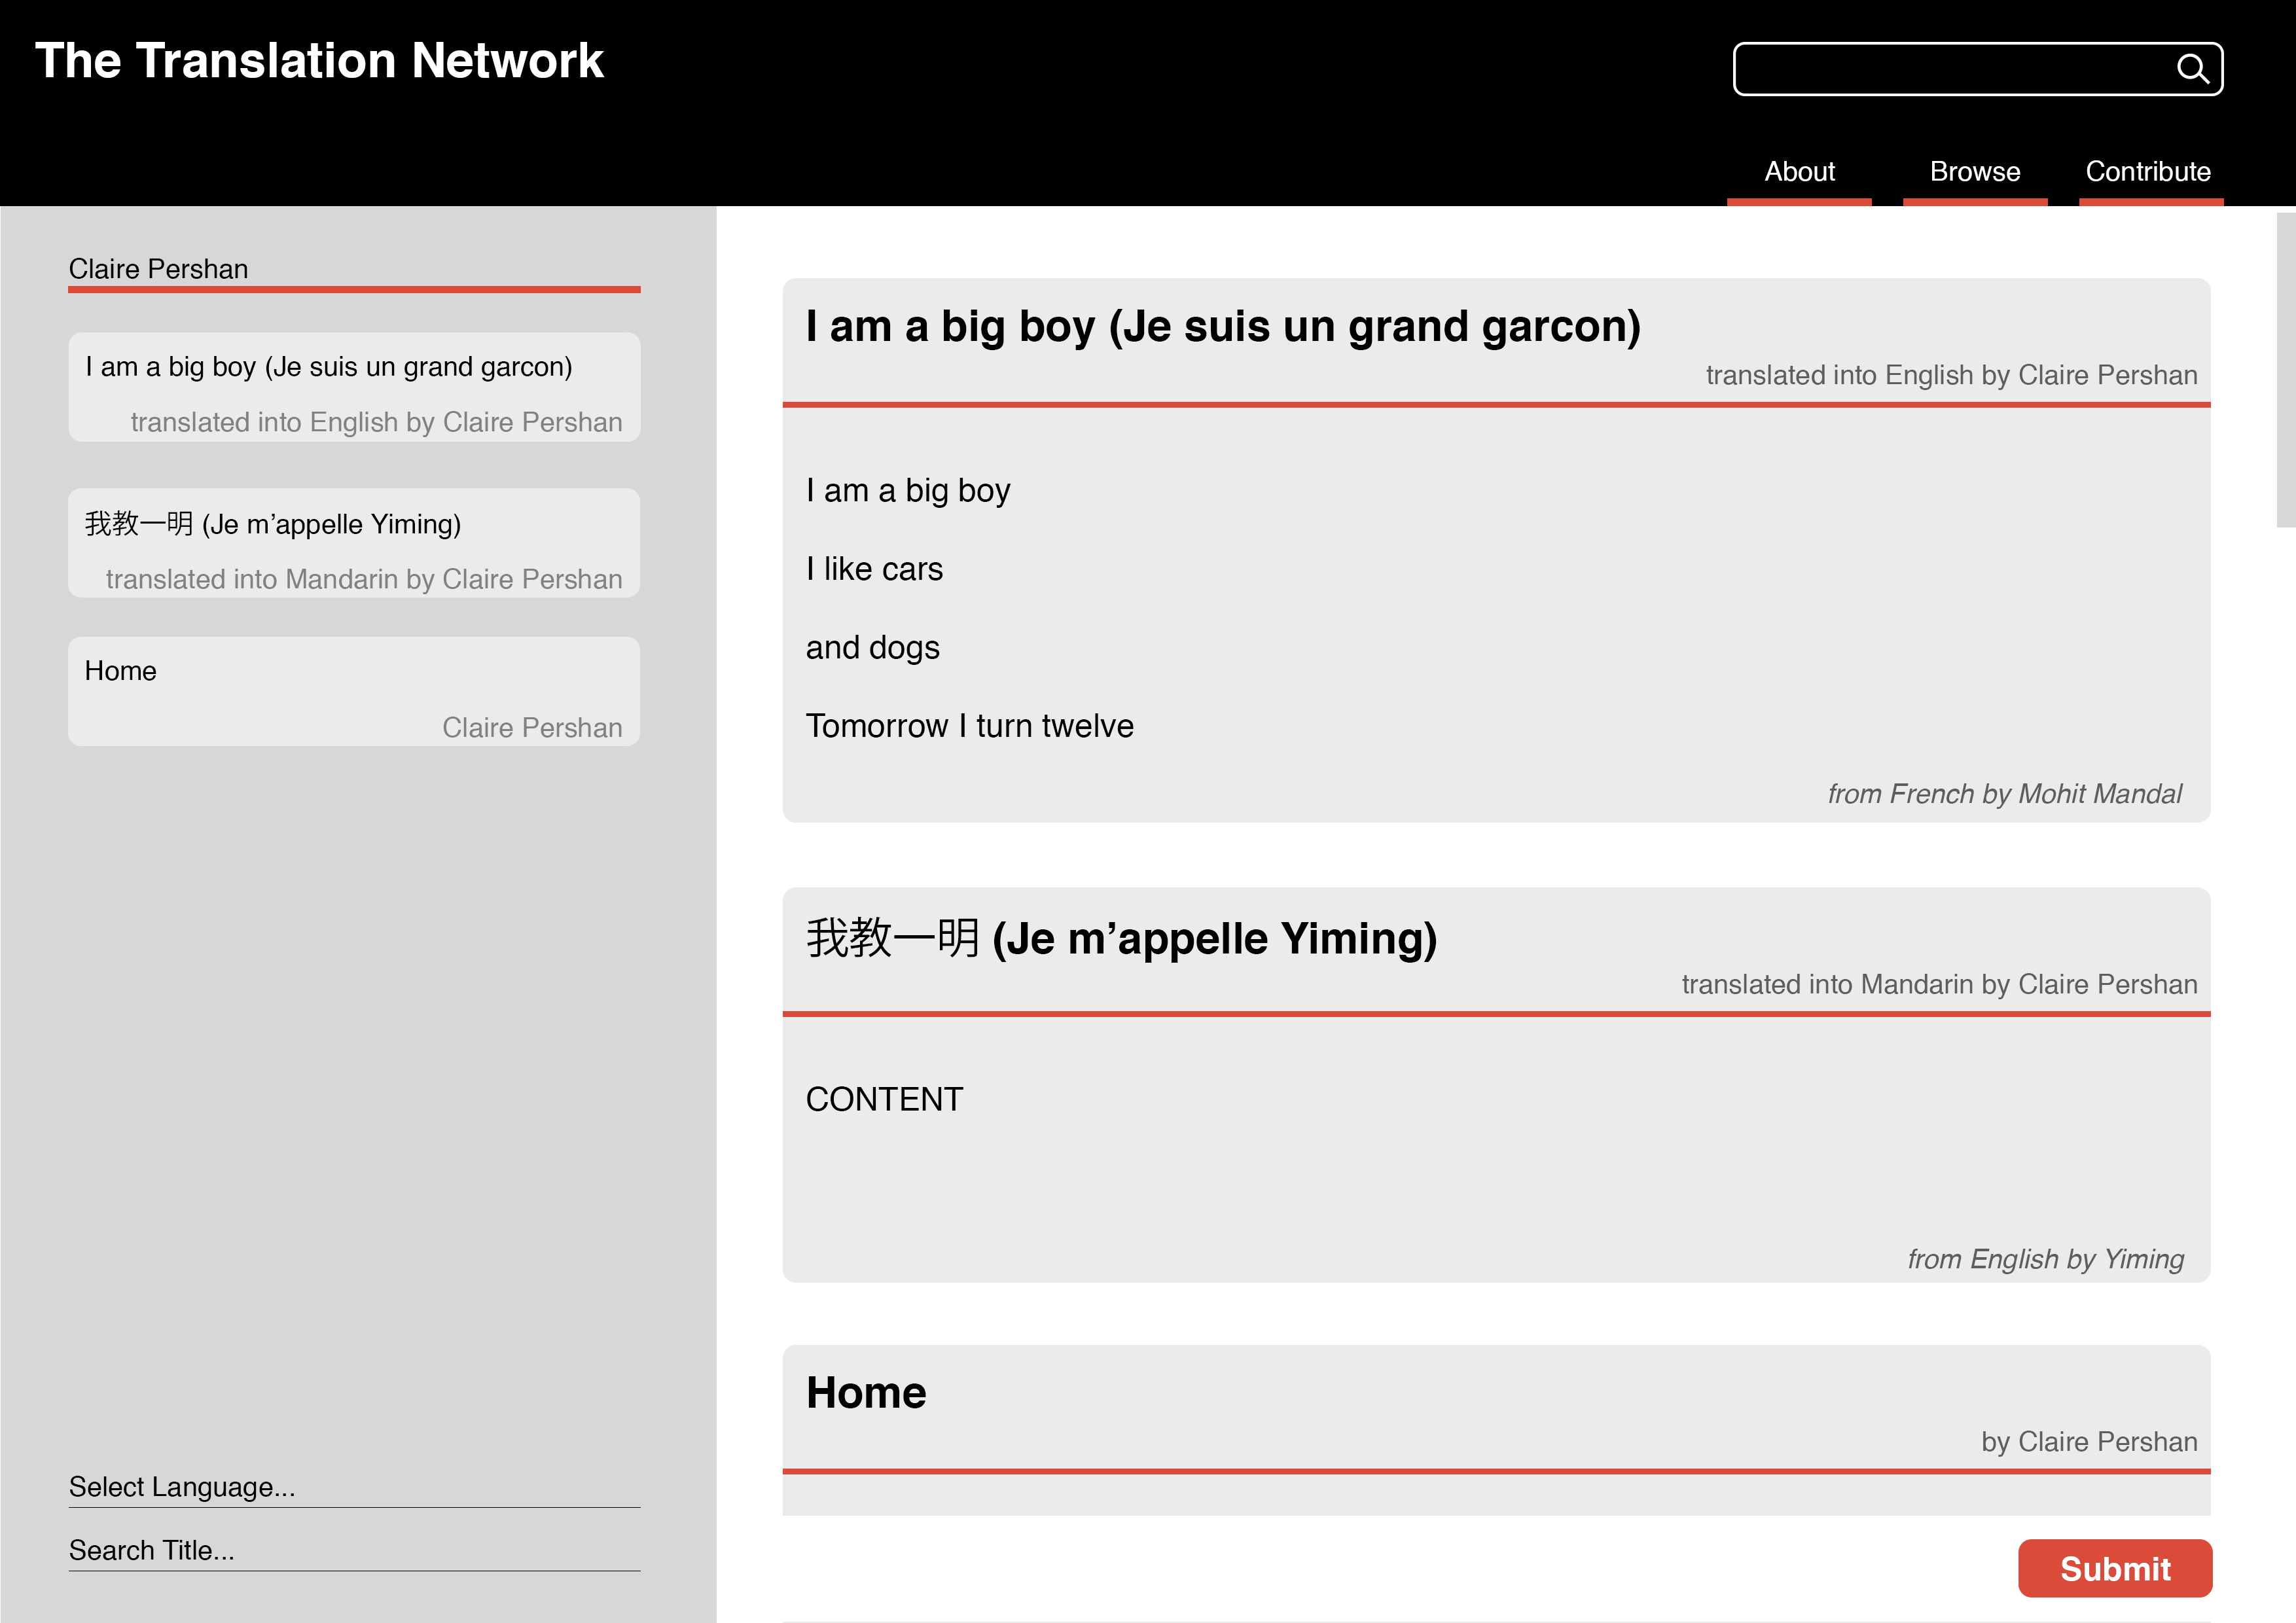 The Translation Network
About Browse Contribute
Claire Pershan
I am a big boy (Je suis un grand garcon)
translated into English by Claire Pershan
我教一明 (Je m’appelle Yiming)
translated into Mandarin by Claire Pershan
Home
Claire Pershan
Select Language...
Search Title...
I am a big boy (Je suis un grand garcon)
translated into English by Claire Pershan
I am a big boy
I like cars
and dogs
Tomorrow I turn twelve
from French by Mohit Mandal
我教一明 (Je m’appelle Yiming)
translated into Mandarin by Claire Pershan
CONTENT
from English by Yiming
Home
by Claire Pershan
Submit